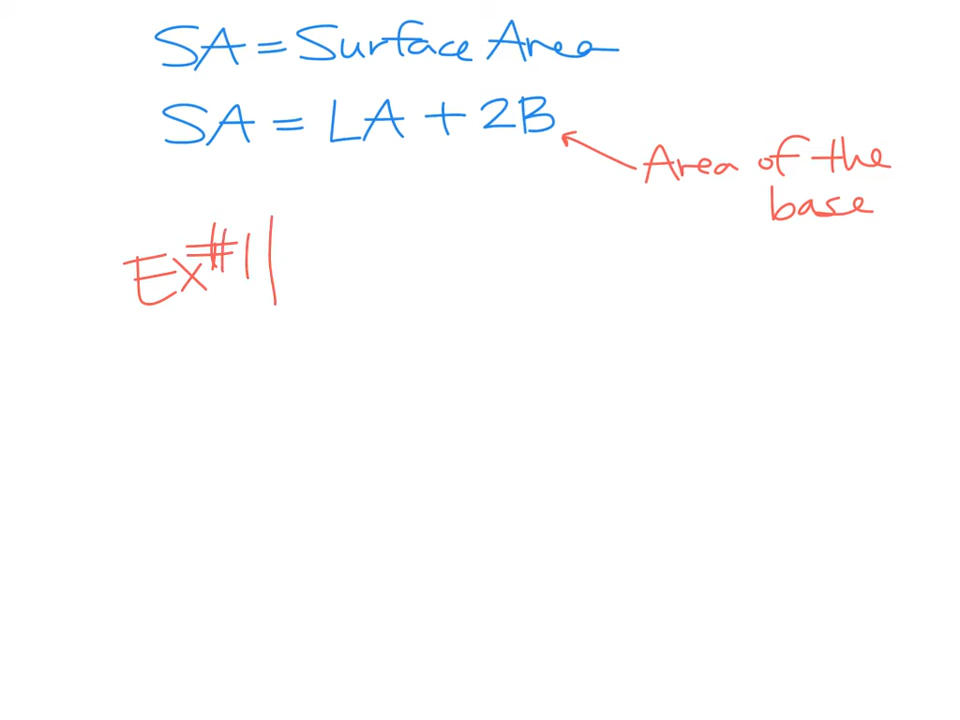 SA = Surface Area
SA = LA + 2B
Area of the
base
Ex#1